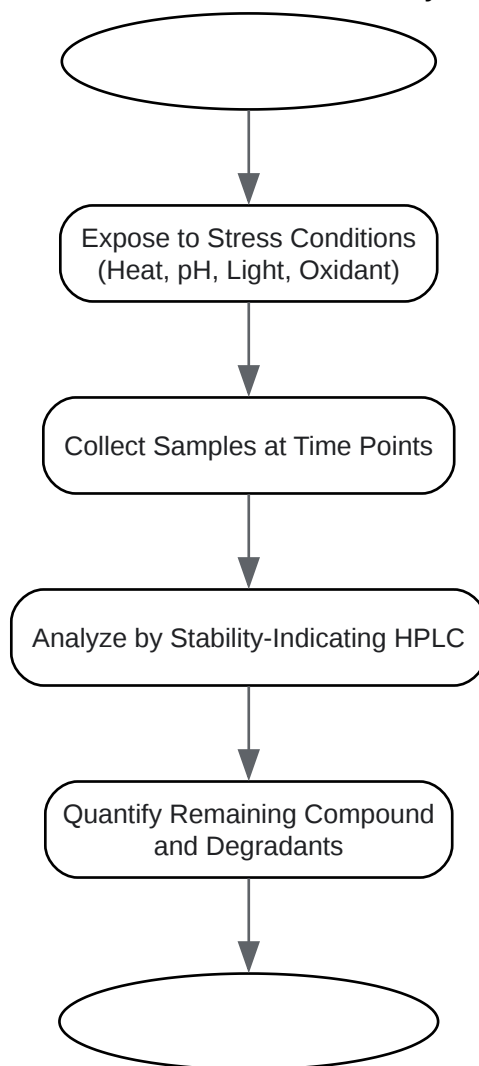 Expose to Stress Conditions
(Heat, pH, Light, Oxidant)
Collect Samples at Time Points
Analyze by Stability-Indicating HPLC
Quantify Remaining Compound
and Degradants